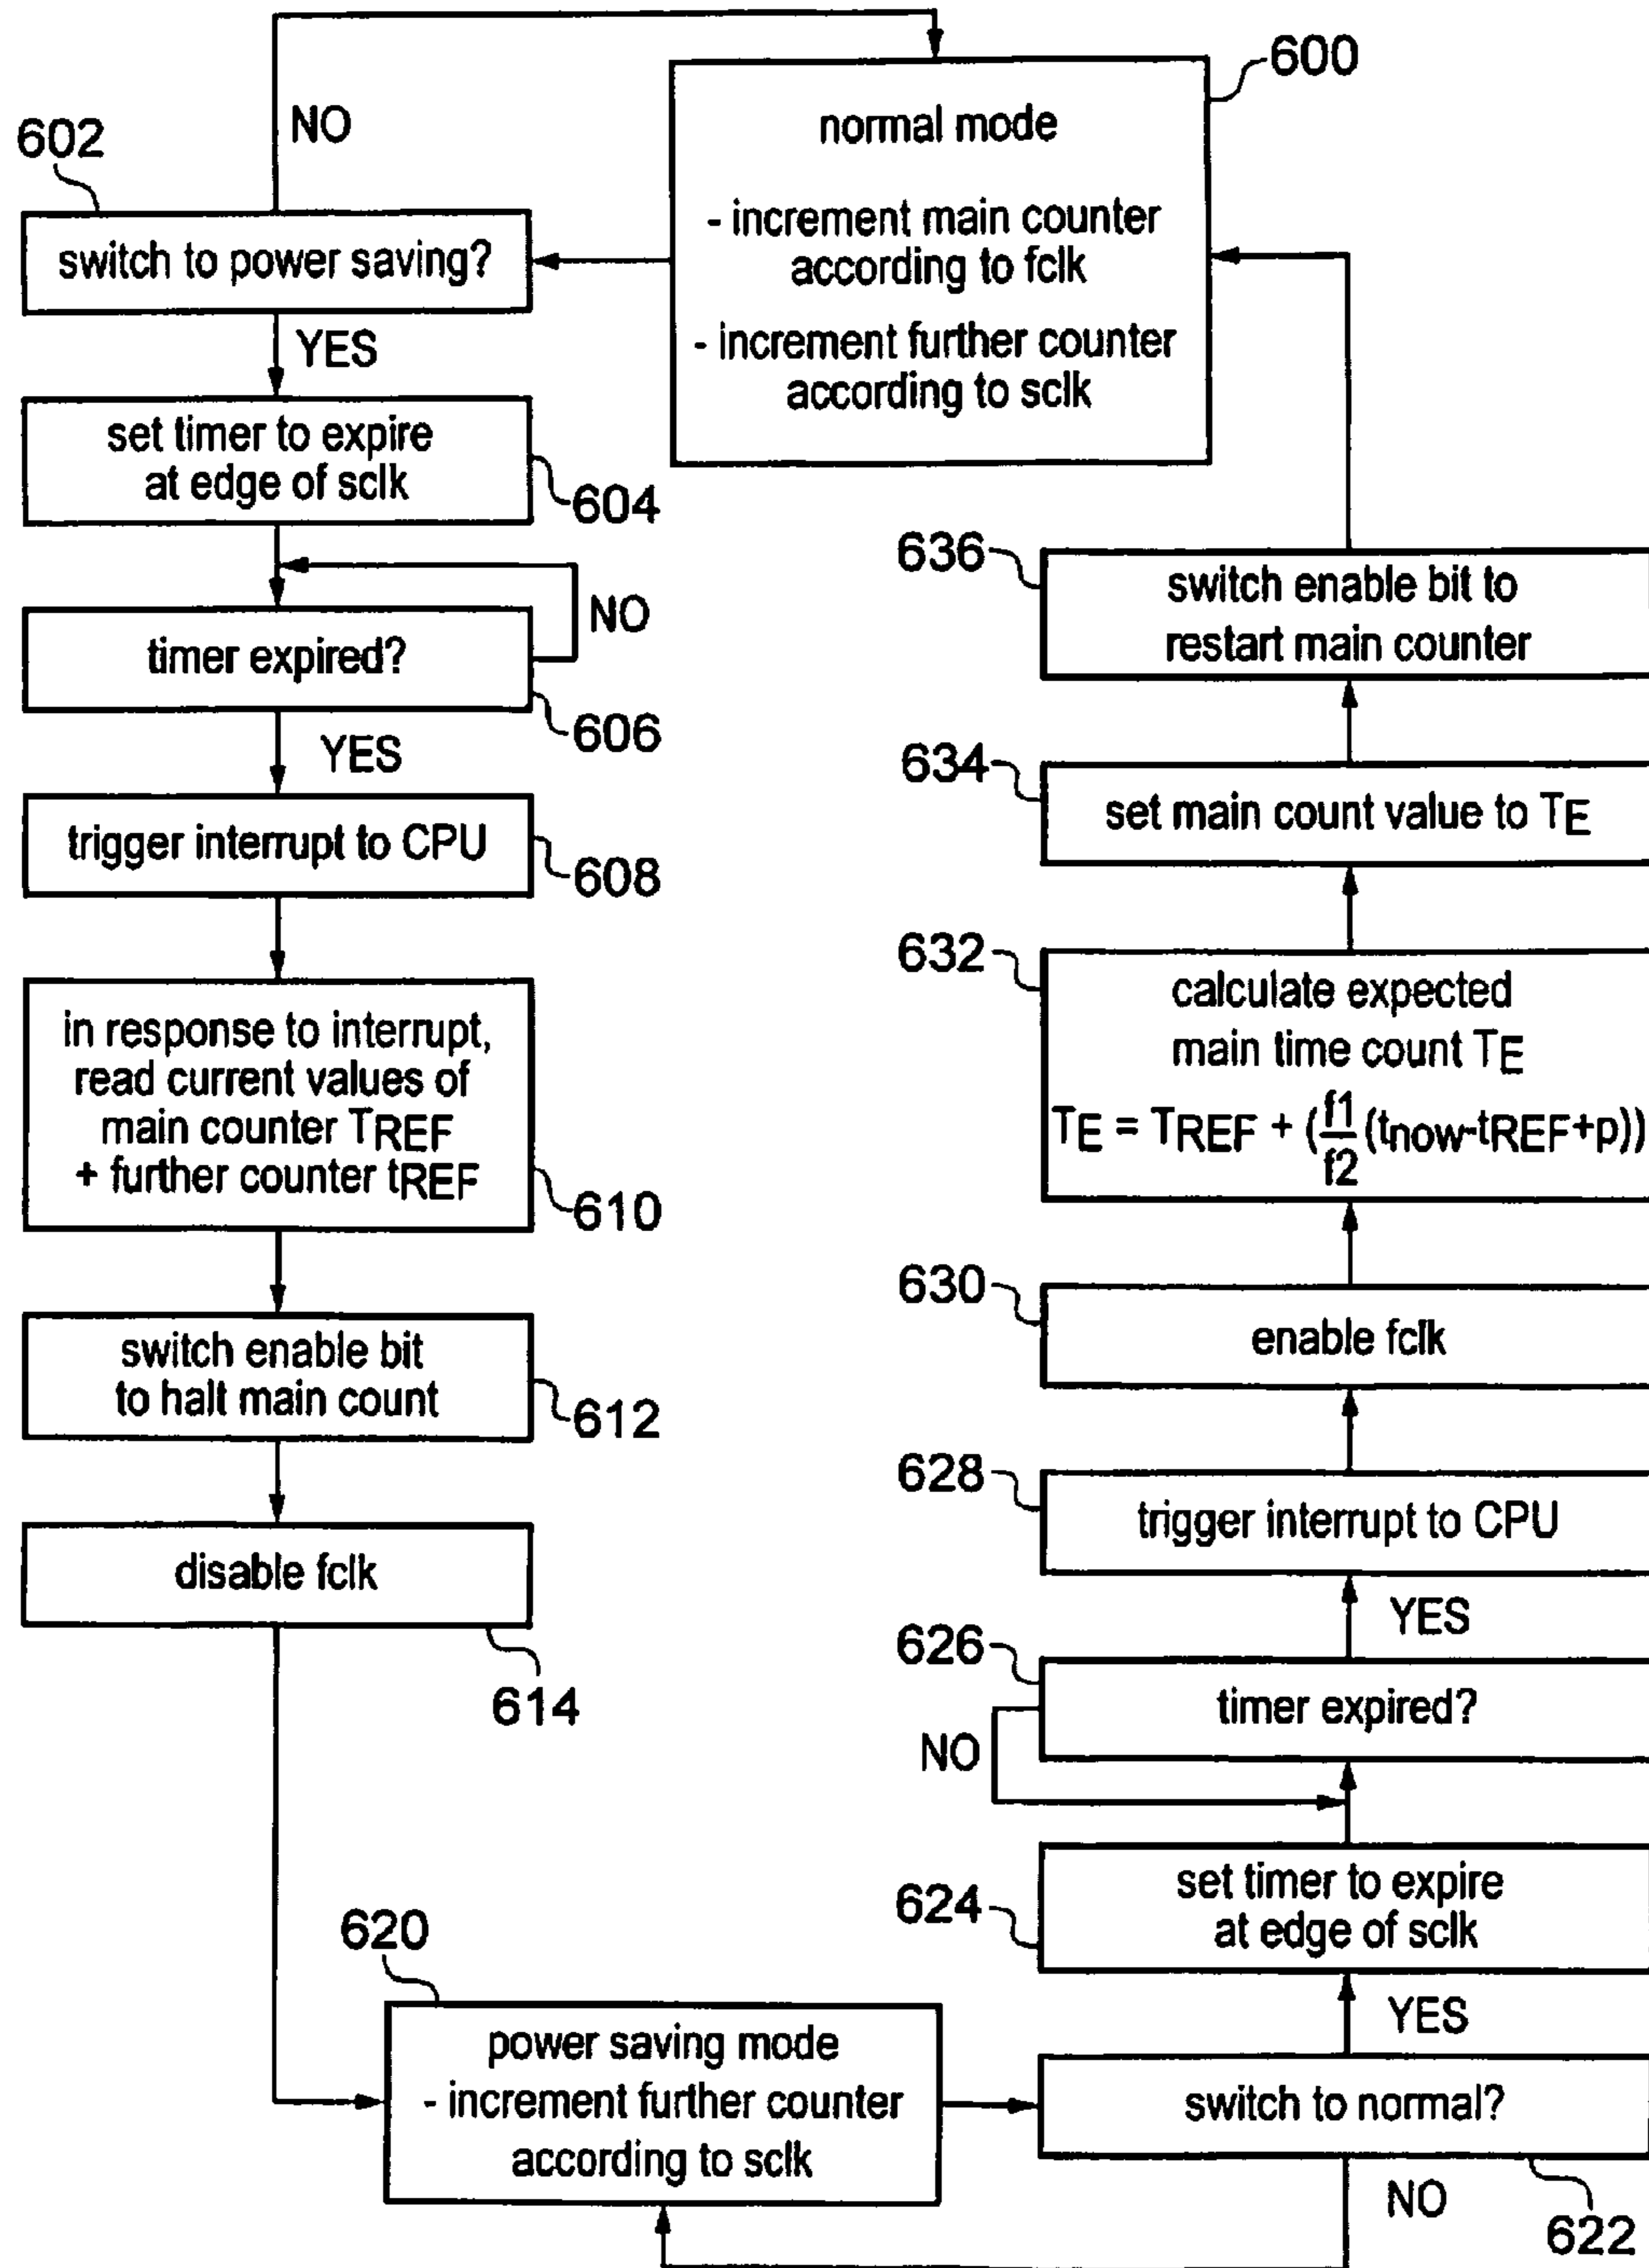 600
normal mode
- increment main counter
according to fclk
- increment further counter
according to sclk
NO
602
switch to power saving?
YES
set timer to expire
at edge of sclk
604
NO
timer expired?
606
YES
trigger interrupt to CPU
608
in response to interrupt,
read current values of
main counter TREF
+ further counter tREF
610
switch enable bit
to halt main count
612
disable fclk
614
620
power saving mode
- increment further counter
according to sclk
switch to normal?
622
NO
YES
624
set timer to expire
at edge of sclk
NO
626
timer expired?
YES
628
trigger interrupt to CPU
630
enable fclk
632
calculate expected
main time count TE
TE = TREF + (f1/f2 (tnow-tREF+p))
634
set main count value to TE
636
switch enable bit to
restart main counter